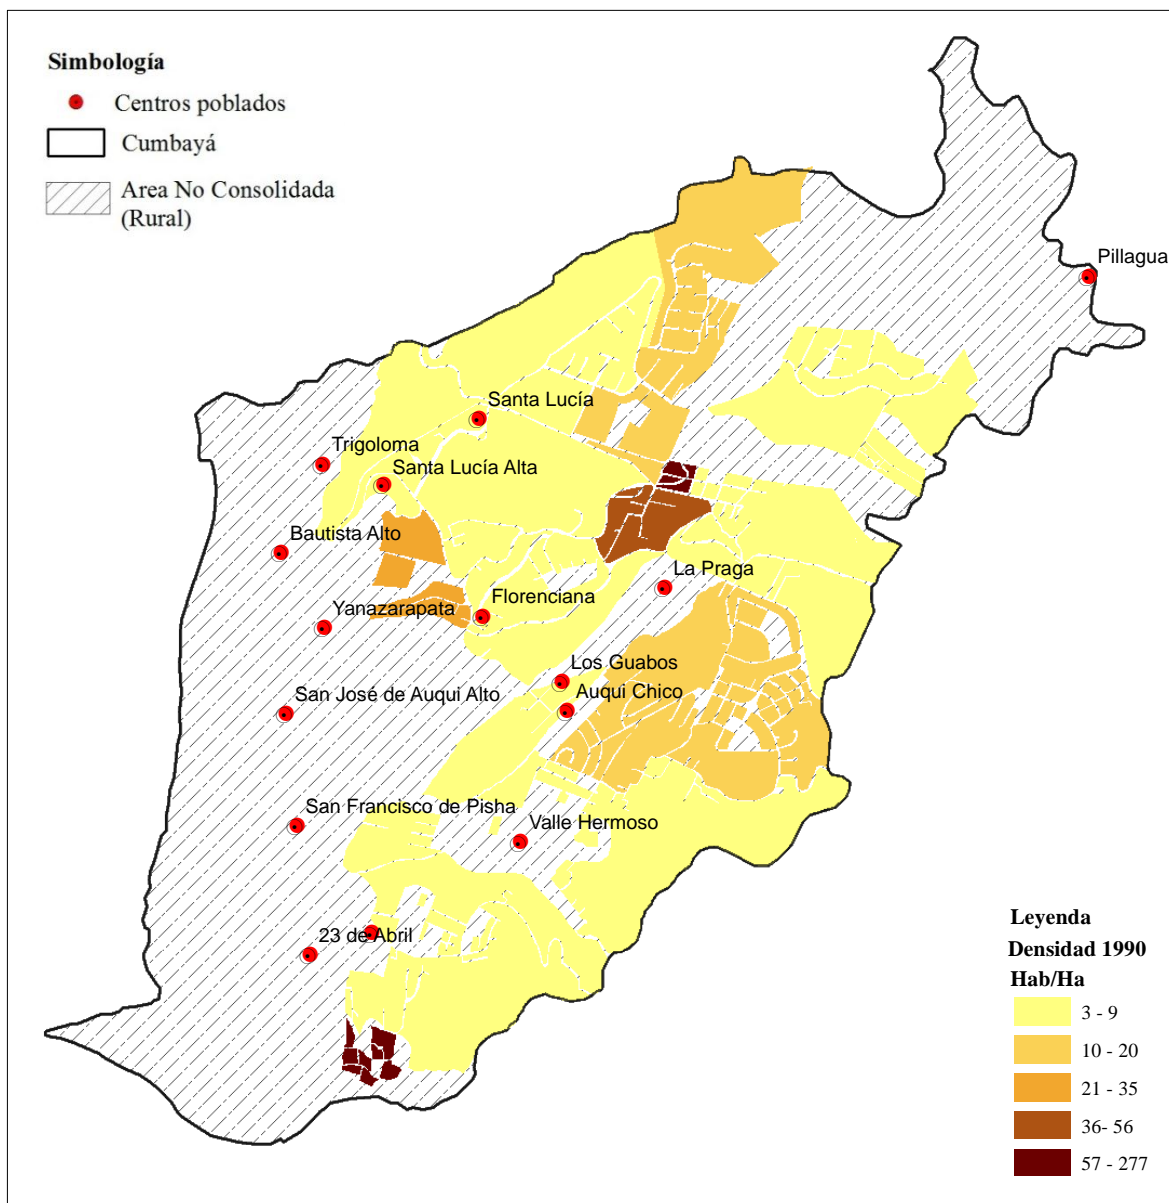 Simbología
Centros poblados
Cumbayá
Area No Consolidada
(Rural)
Pillagua
Santa Lucía
Trigoloma
Santa Lucía Alta
Bautista Alto
La Praga
Florenciana
Yanazarapata
Los Guabos
Auqui Chico
San José de Auqui Alto
San Francisco de Pisha
Valle Hermoso
23 de Abril
Leyenda
Densidad 1990
Hab/Ha
3 - 9
10 - 20
21 - 35
36- 56
57 - 277